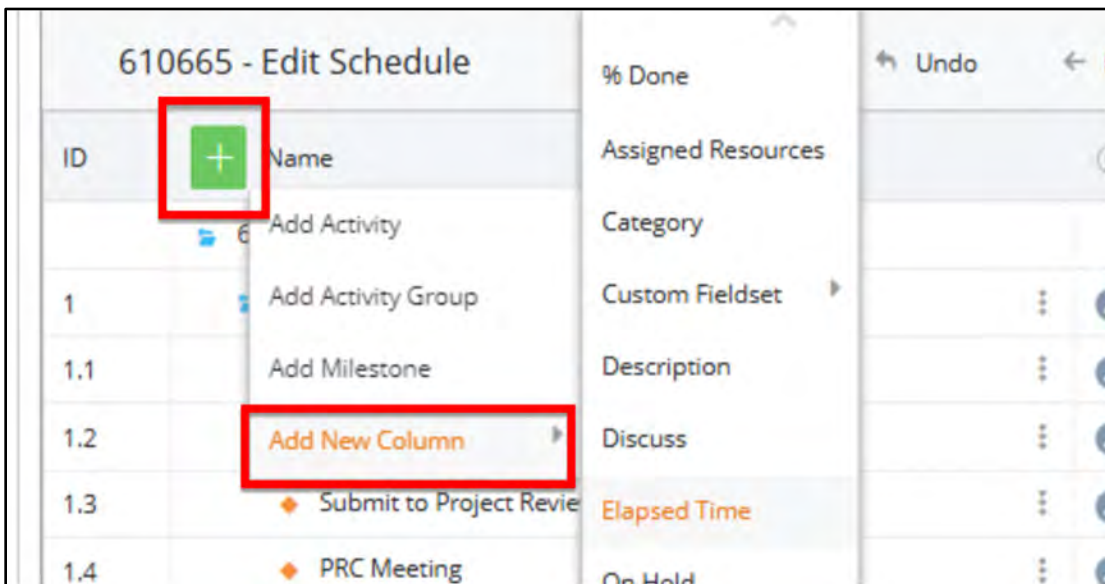 610665 - Edit Schedule
Undo
ID
Name
Add Activity
Add Activity Group
Add Milestone
Add New Column
% Done
Assigned Resources
Category
Custom Fieldset
Description
Discuss
Elapsed Time
On Hold
6
1
1.1
1.2
1.3
Submit to Project Revie
1.4
PRC Meeting